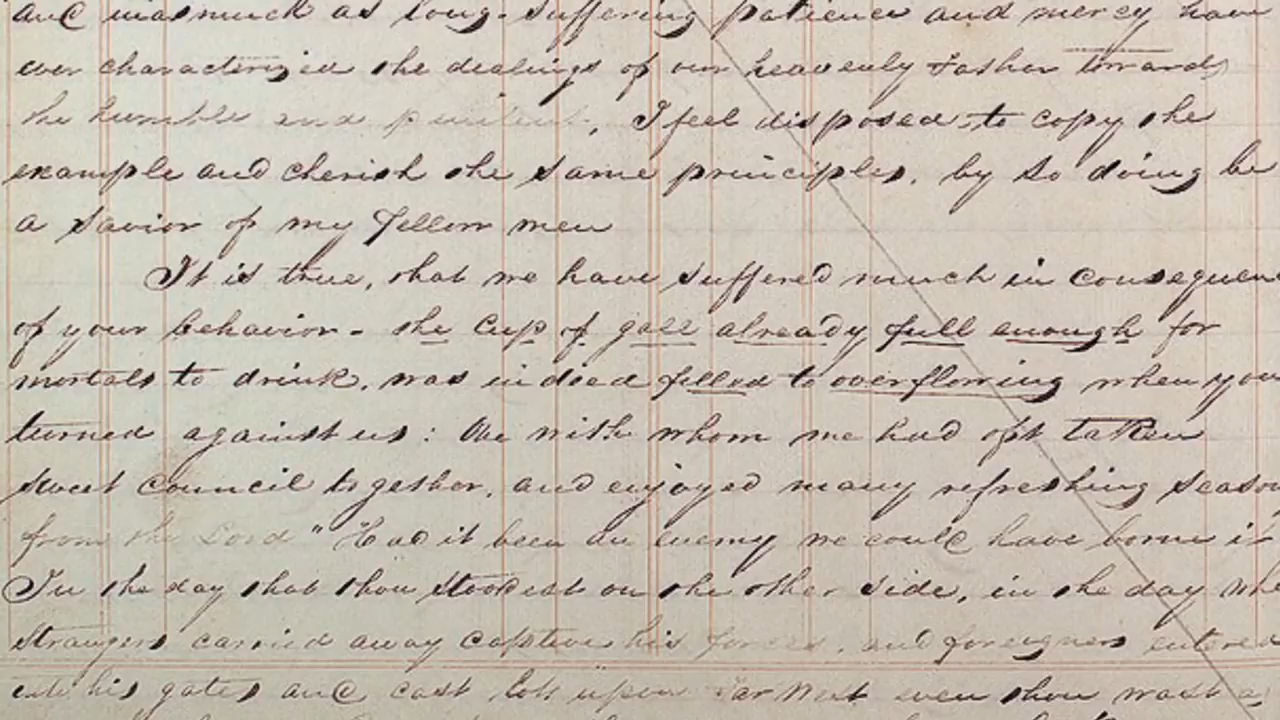 and inasmuch as long-suffering patience and mercy have
ever characterized the dealings of our heavenly Father towards
the humble and penitent, I feel disposed to copy the
example and cherish the same principles, by so doing be
a savior of my fellow men
It is true, that we have suffered much in consequen
of your behavior - the cup of gall already full enough for
mortals to drink, was indeed filled to overflowing when you
turned against us: One with whom we had oft taken
sweet council together, and enjoyed many refreshing season
from the Lord "Had it been an enemy we could have borne it
In the day that thou stoodest on the other side, in the day whe
strangers carried away captive his forces, and foreigners entered
into his gates and cast lots upon Far West even thou wast a